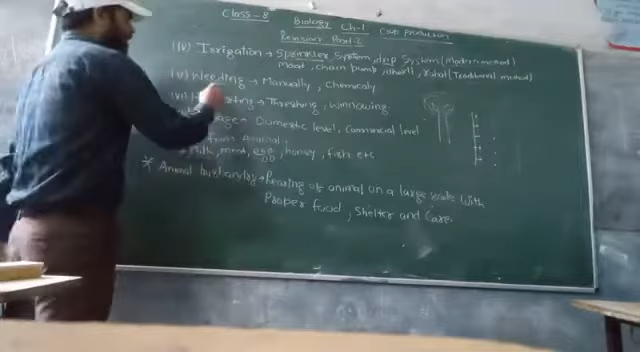 Class-8 Biology Ch-1 Crop Production
Revision Part-2
(IV) Irrigation → Sprinkler System, drip System (Modern method)
Moat, chain pump, dhekli, rahat (Traditional method)
(V) Weeding → Manually, Chemically
(VI) → Threshing, Winnowing
→ Domestic level, Commercial level
from Animal
Milk, meat, egg, honey, fish etc
* Animal husbandry → Rearing of animal on a large scale with
Proper food, Shelter and Care